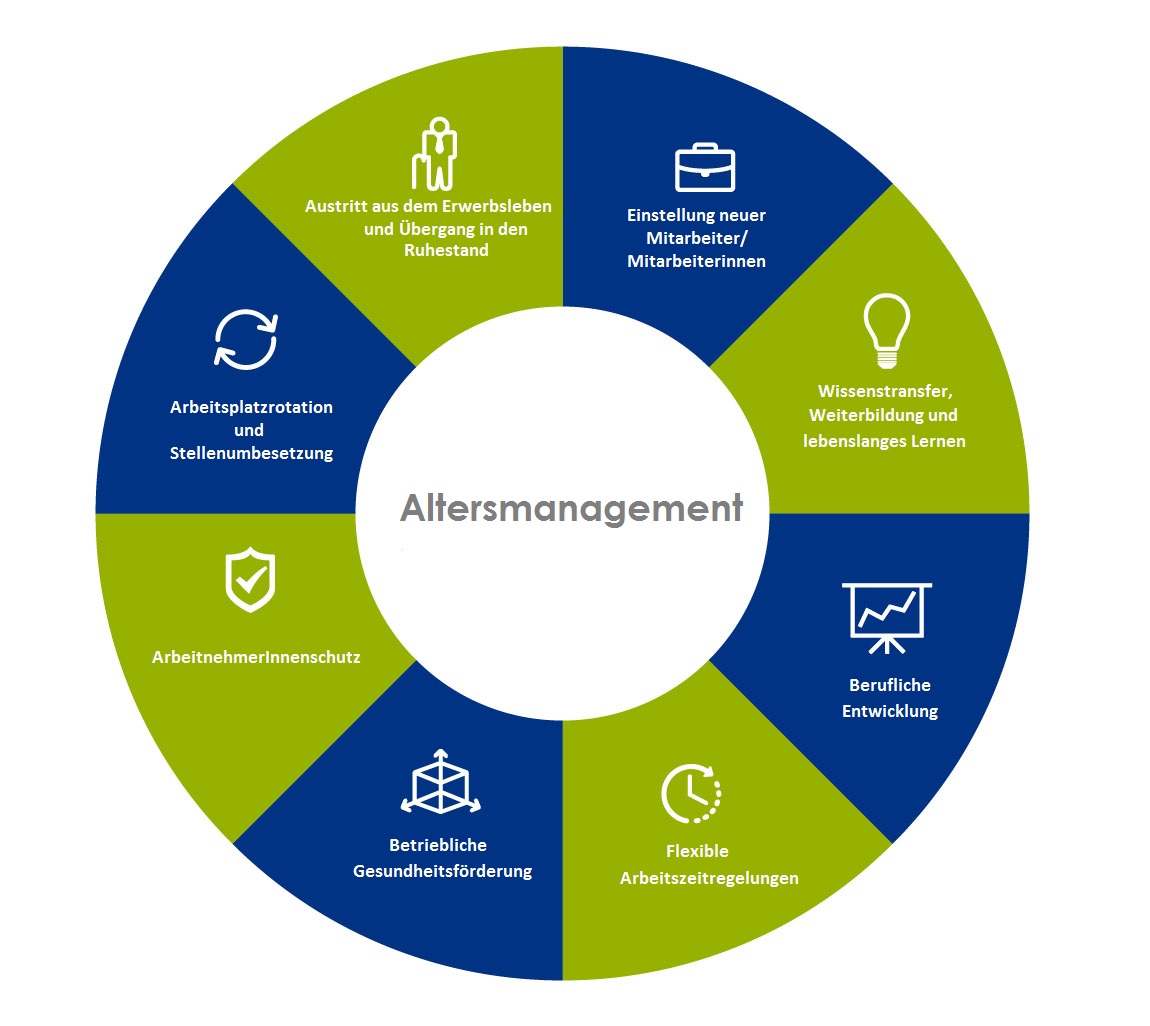 Austritt aus dem Erwerbsleben
und Übergang in den
Ruhestand
Einstellung neuer
Mitarbeiter/
Mitarbeiterinnen
Wissenstransfer,
Weiterbildung und
lebenslanges Lernen
Arbeitsplatzrotation
und
Stellenumbesetzung
Altersmanagement
ArbeitnehmerInnenschutz
Berufliche
Entwicklung
Betriebliche
Gesundheitsförderung
Flexible
Arbeitszeitregelungen